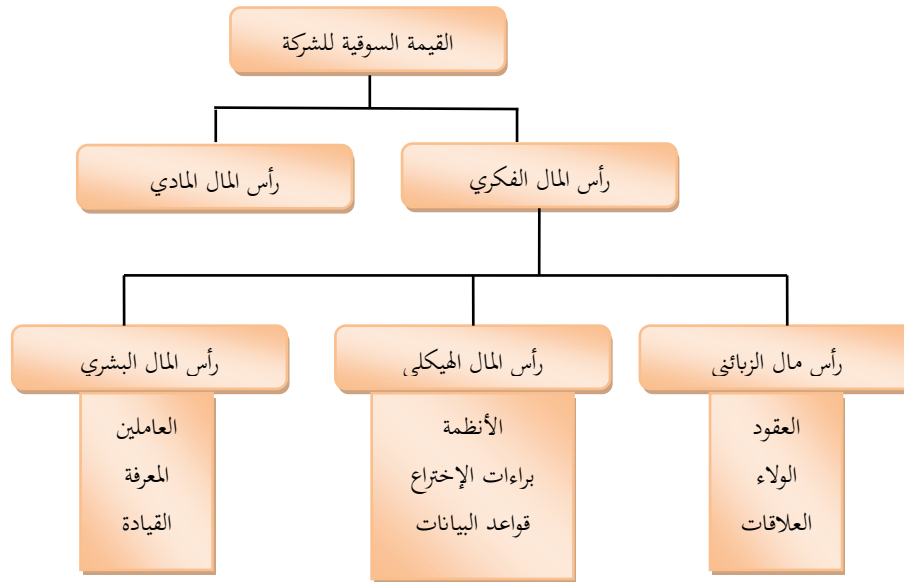 القيمة السوقية للشركة
رأس المال الفكري
رأس المال المادي
رأس مال الزبائني
العقود
الولاء
العلاقات
رأس المال الهيكلي
الأنظمة
براءات الإختراع
قواعد البيانات
رأس المال البشري
العاملين
المعرفة
القيادة